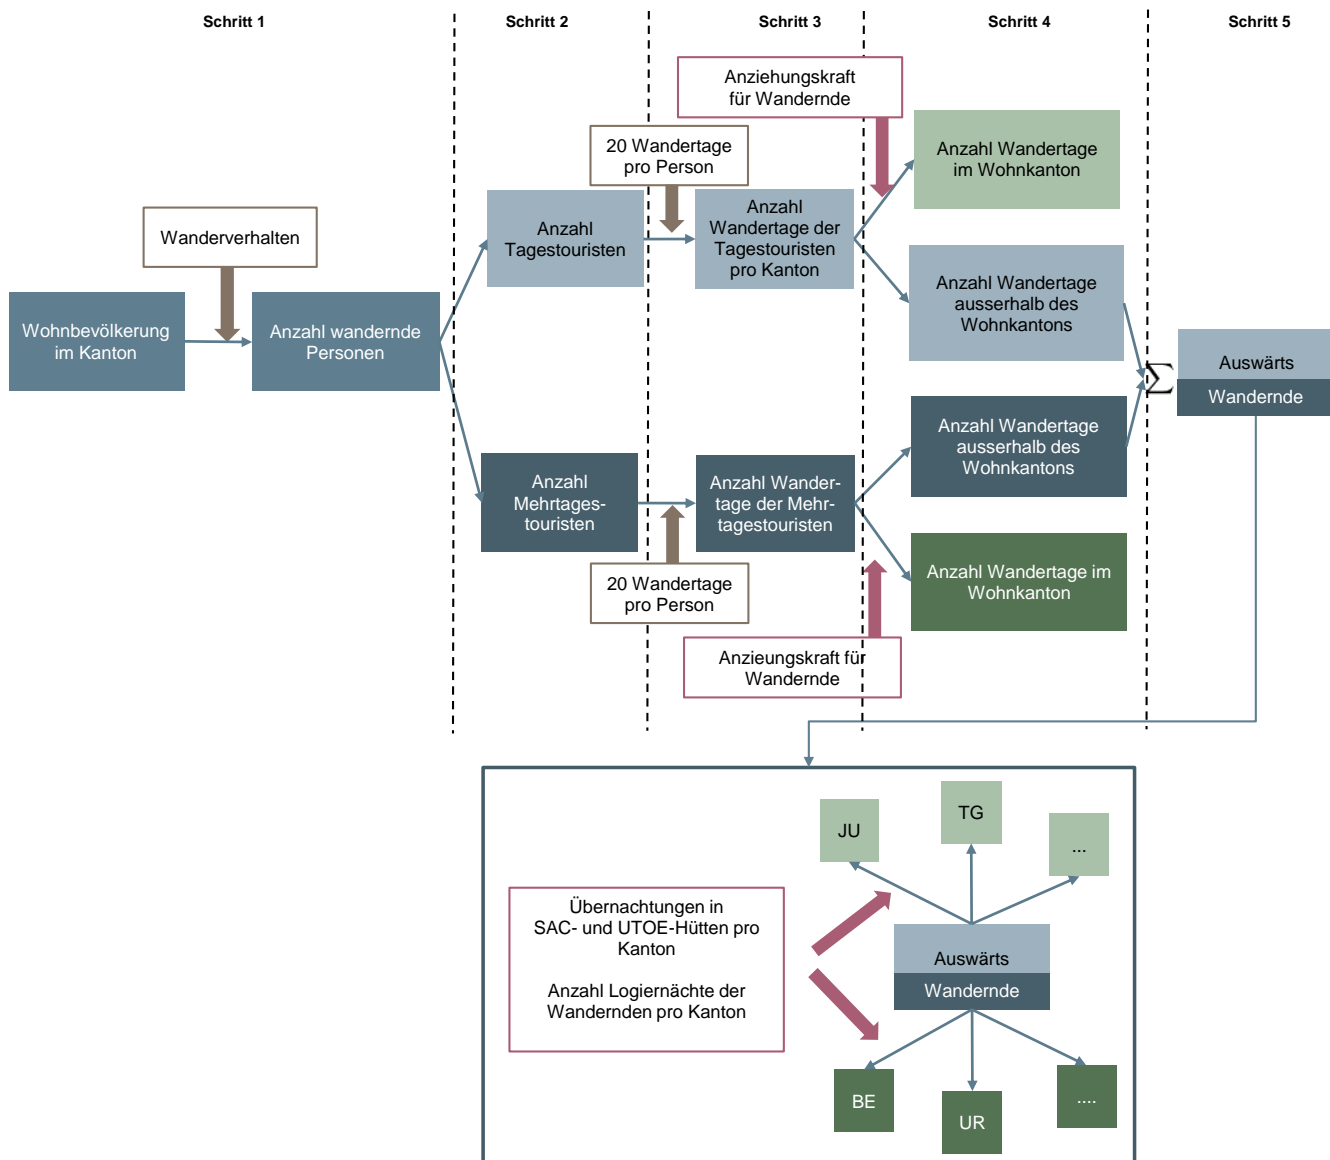 Schritt 1
Schritt 2
Schritt 3
Schritt 4
Schritt 5
Anziehungskraft
für Wandernde
20 Wandertage
pro Person
Anzahl Wandertage
im Wohnkanton
Wanderverhalten
Anzahl
Tagestouristen
Anzahl
Wandertage der
Tagestouristen
pro Kanton
Anzahl Wandertage
ausserhalb des
Wohnkantons
Wohnbevölkerung
im Kanton
Anzahl wandernde
Personen
Σ
Auswärts
Wandernde
Anzahl
Mehrtages-
touristen
Anzahl Wander-
tage der Mehr-
tagestouristen
Anzahl Wandertage
ausserhalb des
Wohnkantons
20 Wandertage
pro Person
Anzahl Wandertage im
Wohnkanton
Anzieungskraft für
Wandernde
JU
TG
...
Übernachtungen in
SAC- und UTOE-Hütten pro
Kanton
Anzahl Logiernächte der
Wandernden pro Kanton
Auswärts
Wandernde
BE
UR
....